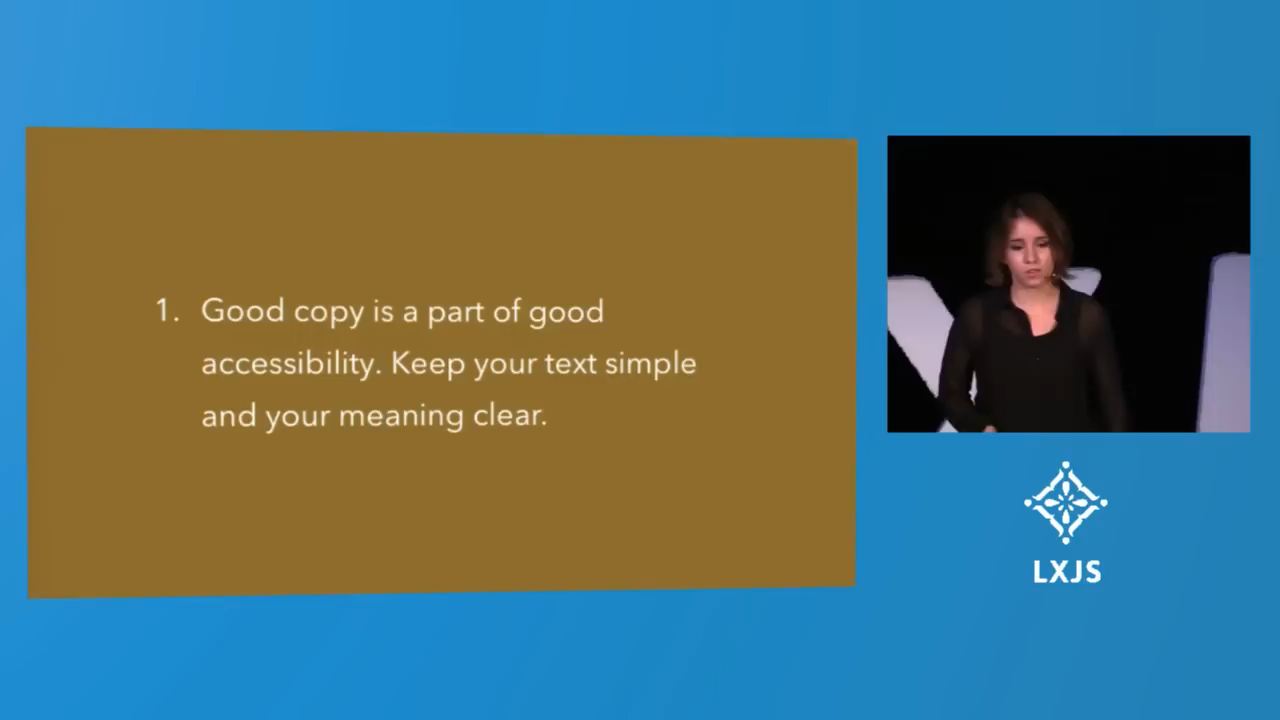 1. Good copy is a part of good
accessibility. Keep your text simple
and your meaning clear.
LXJS